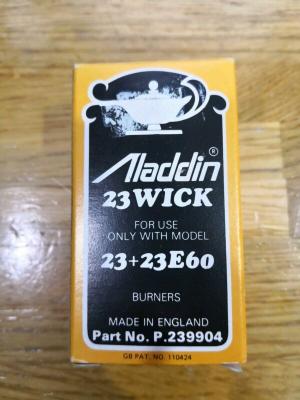 Aladdin®
23 WICK
FOR USE
ONLY WITH MODEL
23+23E60
BURNERS
MADE IN ENGLAND
Part No. P.239904
GB PAT. NO. 110424